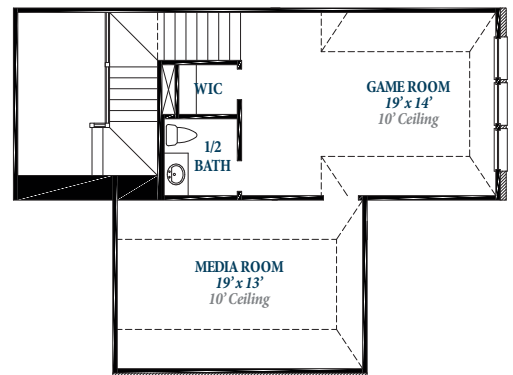 WIC
GAME ROOM
19' x 14'
10' Ceiling
1/2
BATH
MEDIA ROOM
19' x 13'
10' Ceiling